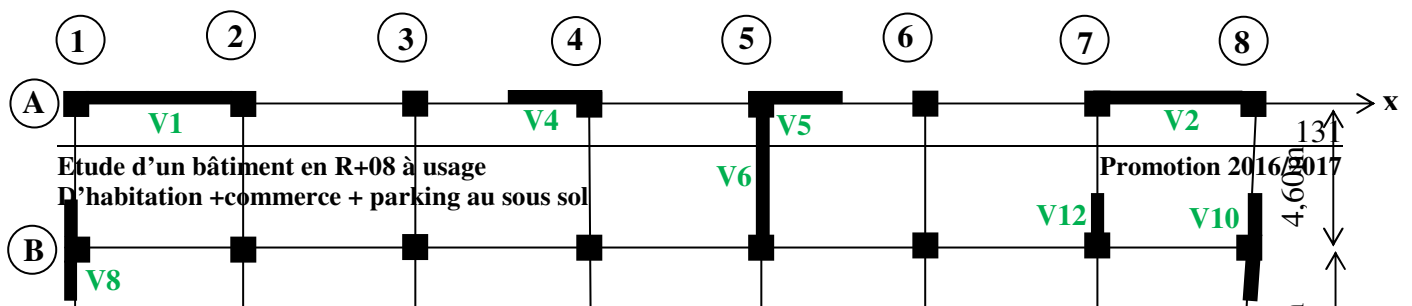 1 2 3 4 5 6 7 8
A x
V1 V4 V5 V2
131
Etude d'un bâtiment en R+08 à usage Promotion 2016/2017
D'habitation +commerce + parking au sous sol
V6
4,60m
V12 V10
B
V8